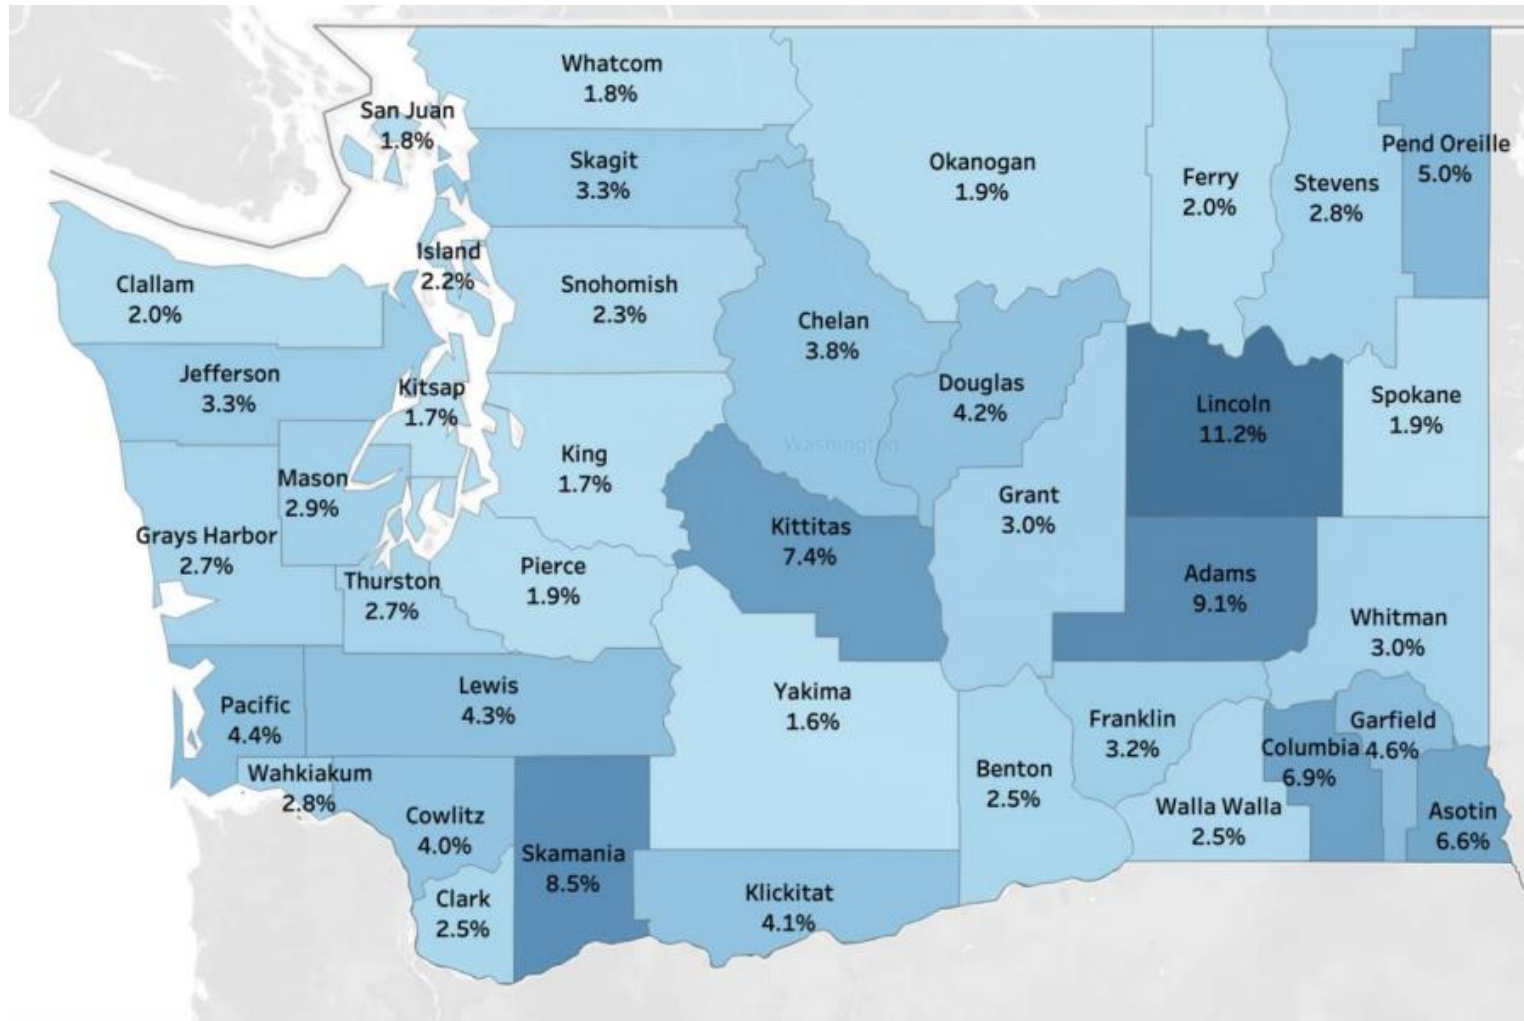 Whatcom
1.8%
San Juan
1.8%
Skagit
3.3%
Okanogan
1.9%
Ferry
2.0%
Stevens
2.8%
Pend Oreille
5.0%
Island
2.2%
Clallam
2.0%
Snohomish
2.3%
Chelan
3.8%
Jefferson
3.3%
Kitsap
1.7%
Douglas
4.2%
Lincoln
11.2%
Spokane
1.9%
Washington
King
1.7%
Mason
2.9%
Grant
3.0%
Kittitas
7.4%
Grays Harbor
2.7%
Thurston
2.7%
Pierce
1.9%
Adams
9.1%
Whitman
3.0%
Pacific
4.4%
Lewis
4.3%
Yakima
1.6%
Franklin
3.2%
Garfield
4.6%
Columbia
6.9%
Wahkiakum
2.8%
Benton
2.5%
Walla Walla
2.5%
Asotin
6.6%
Cowlitz
4.0%
Skamania
8.5%
Clark
2.5%
Klickitat
4.1%